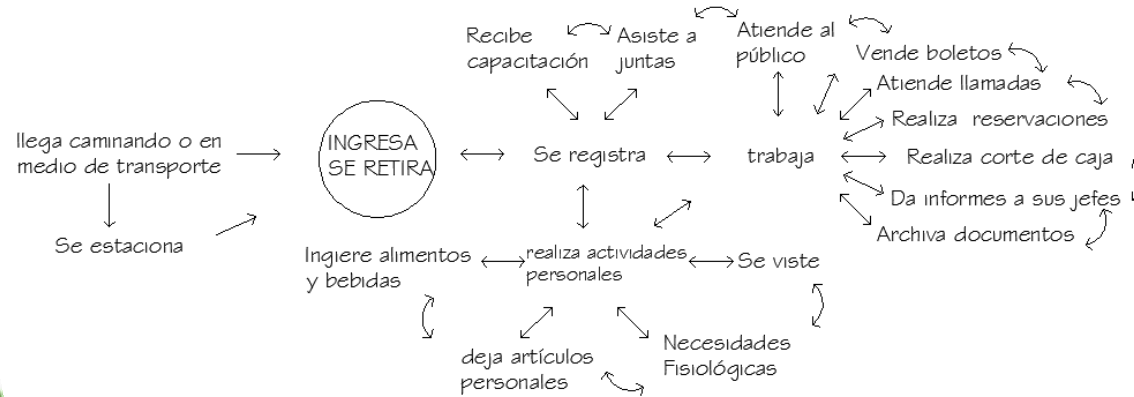 Recibe
capacitación
Asiste a
juntas
Atiende al
público
Vende boletos
Atiende llamadas
Realiza reservaciones
llega caminando o en
medio de transporte
INGRESA
SE RETIRA
Se registra
trabaja
Realiza corte de caja
Da informes a sus jefes
Archiva documentos
Se estaciona
Ingiere alimentos
y bebidas
realiza actividades
personales
Se viste
deja artículos
personales
Necesidades
Fisiológicas